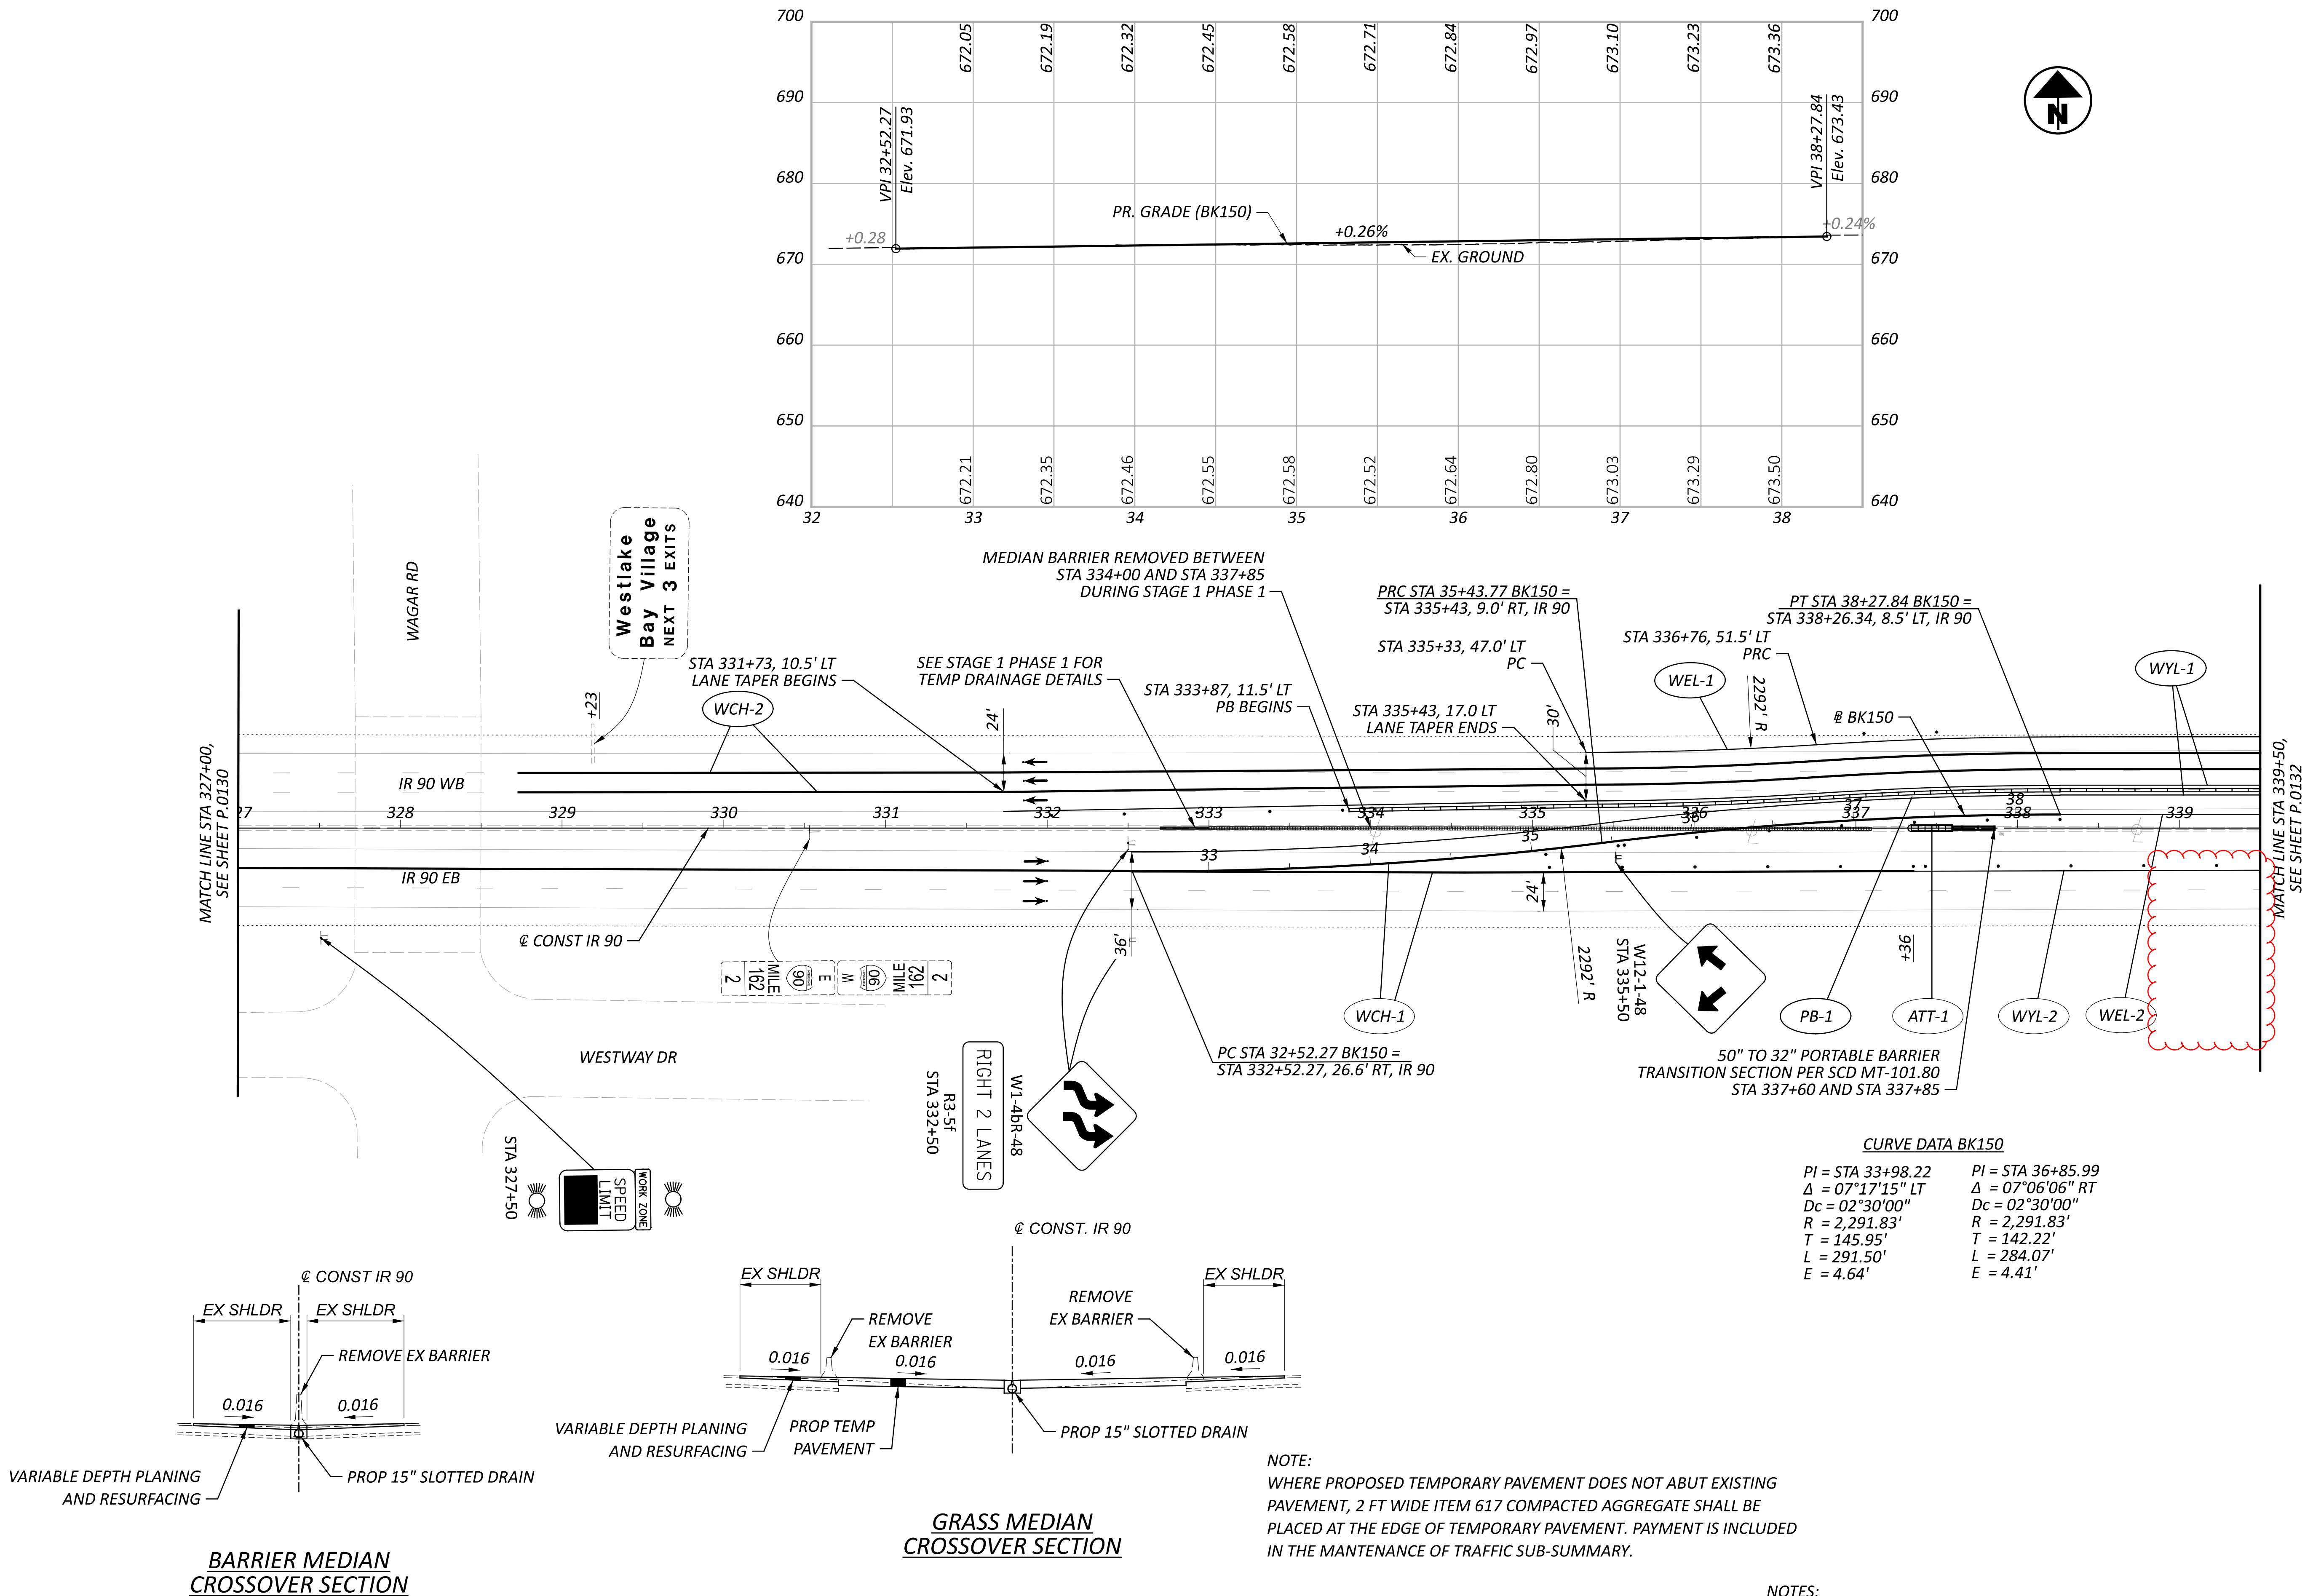 700
690
680
670
660
650
640
700
690
680
670
660
650
640
672.05
672.19
672.32
672.45
672.58
672.71
672.84
672.97
673.10
673.23
673.36
VPI 32+52.27
Elev. 671.93
VPI 38+27.84
Elev. 673.43
+0.28
PR. GRADE (BK150)
+0.26%
EX. GROUND
+0.24%
672.21
672.35
672.46
672.55
672.58
672.52
672.64
672.80
673.03
673.29
673.50
32
33
34
35
36
37
38
N
MATCH LINE STA 327+00,
SEE SHEET P.0130
WAGAR RD
Westlake
Bay Village
NEXT 3 EXITS
+23
STA 331+73, 10.5' LT
LANE TAPER BEGINS
WCH-2
24'
SEE STAGE 1 PHASE 1 FOR
TEMP DRAINAGE DETAILS
MEDIAN BARRIER REMOVED BETWEEN
STA 334+00 AND STA 337+85
DURING STAGE 1 PHASE 1
STA 333+87, 11.5' LT
PB BEGINS
PRC STA 35+43.77 BK150 =
STA 335+43, 9.0' RT, IR 90
STA 335+33, 47.0' LT
PC
STA 335+43, 17.0 LT
LANE TAPER ENDS
30'
STA 336+76, 51.5' LT
PRC
WEL-1
2292' R
PT STA 38+27.84 BK150 =
STA 338+26.34, 8.5' LT, IR 90
℄ BK150
WYL-1
MATCH LINE STA 339+50,
SEE SHEET P.0132
IR 90 WB
27
328
329
330
331
332
333
334
335
336
337
338
339
33
34
35
36
37
38
IR 90 EB
℄ CONST IR 90
36'
24'
2292' R
2
162
MILE
90
E
W
90
MILE
162
2
WESTWAY DR
WORK ZONE
SPEED
LIMIT
STA 327+50
W1-4bR-48
RIGHT 2 LANES
R3-5f
STA 332+50
PC STA 32+52.27 BK150 =
STA 332+52.27, 26.6' RT, IR 90
WCH-1
W12-1-48
STA 335+50
+36
PB-1
ATT-1
WYL-2
WEL-2
50" TO 32" PORTABLE BARRIER
TRANSITION SECTION PER SCD MT-101.80
STA 337+60 AND STA 337+85
CURVE DATA BK150
PI = STA 33+98.22
Δ = 07°17'15" LT
Dc = 02°30'00"
R = 2,291.83'
T = 145.95'
L = 291.50'
E = 4.64'
PI = STA 36+85.99
Δ = 07°06'06" RT
Dc = 02°30'00"
R = 2,291.83'
T = 142.22'
L = 284.07'
E = 4.41'
℄ CONST IR 90
EX SHLDR
EX SHLDR
REMOVE EX BARRIER
0.016
0.016
VARIABLE DEPTH PLANING
AND RESURFACING
PROP 15" SLOTTED DRAIN
BARRIER MEDIAN
CROSSOVER SECTION
℄ CONST. IR 90
EX SHLDR
EX SHLDR
REMOVE
EX BARRIER
REMOVE
EX BARRIER
0.016
0.016
0.016
0.016
VARIABLE DEPTH PLANING
AND RESURFACING
PROP TEMP
PAVEMENT
PROP 15" SLOTTED DRAIN
GRASS MEDIAN
CROSSOVER SECTION
NOTE:
WHERE PROPOSED TEMPORARY PAVEMENT DOES NOT ABUT EXISTING
PAVEMENT, 2 FT WIDE ITEM 617 COMPACTED AGGREGATE SHALL BE
PLACED AT THE EDGE OF TEMPORARY PAVEMENT. PAYMENT IS INCLUDED
IN THE MANTENANCE OF TRAFFIC SUB-SUMMARY.
NOTES: